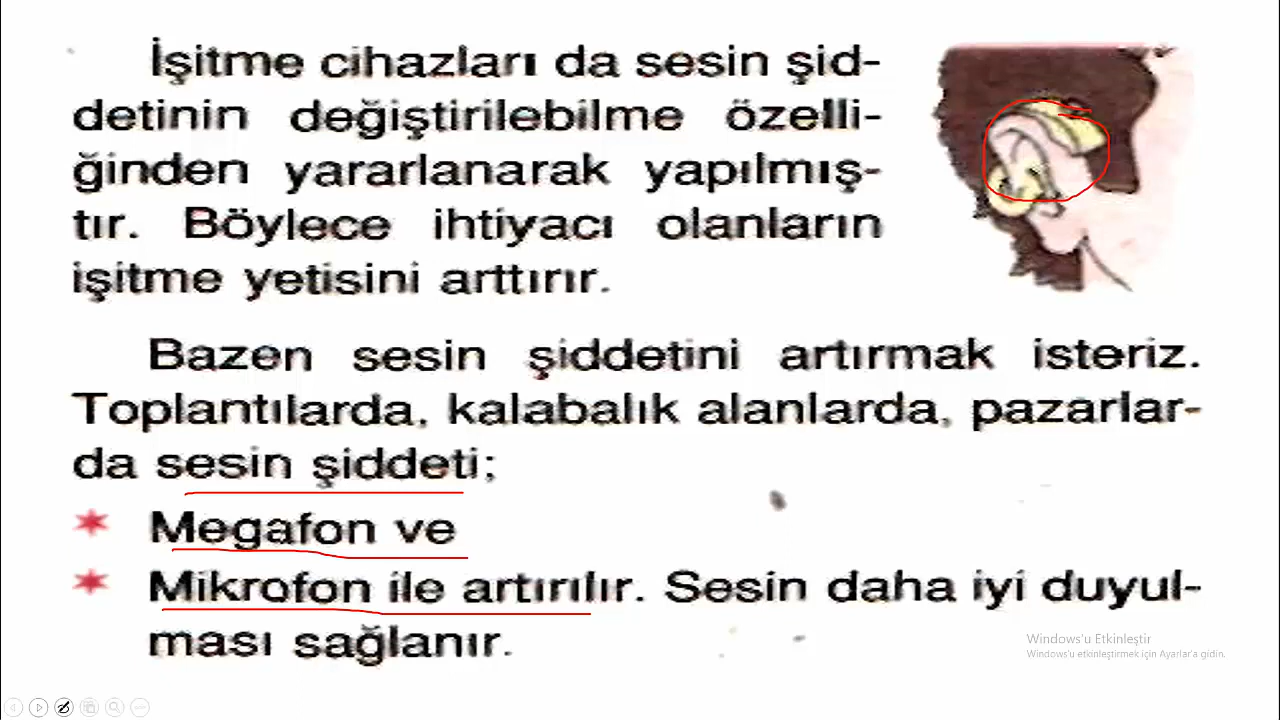 İşitme cihazları da sesin şid-
detinin değiştirilebilme özelli-
ğinden yararlanarak yapılmış-
tır. Böylece ihtiyacı olanların
işitme yetisini arttırır.
Bazen sesin şiddetini artırmak isteriz.
Toplantılarda, kalabalık alanlarda, pazarlar-
da sesin şiddeti;
* Megafon ve
* Mikrofon ile artırılır. Sesin daha iyi duyul-
ması sağlanır.
Windows'u Etkinleştir
Windows'u etkinleştirmek için Ayarlar'a gidin.